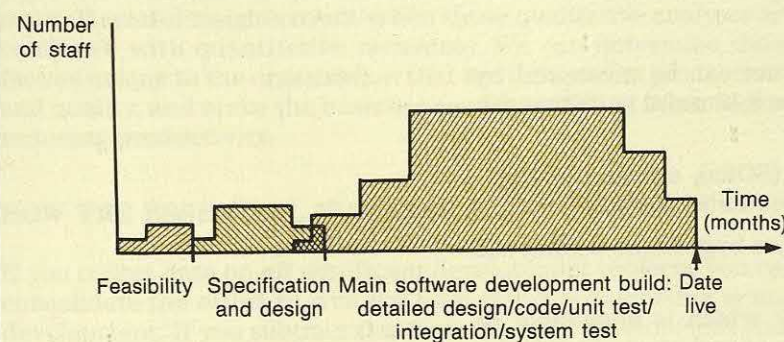 Number
of staff
Time
(months)
Feasibility
Specification
and design
Main software development build:
detailed design/code/unit test/
integration/system test
Date
live